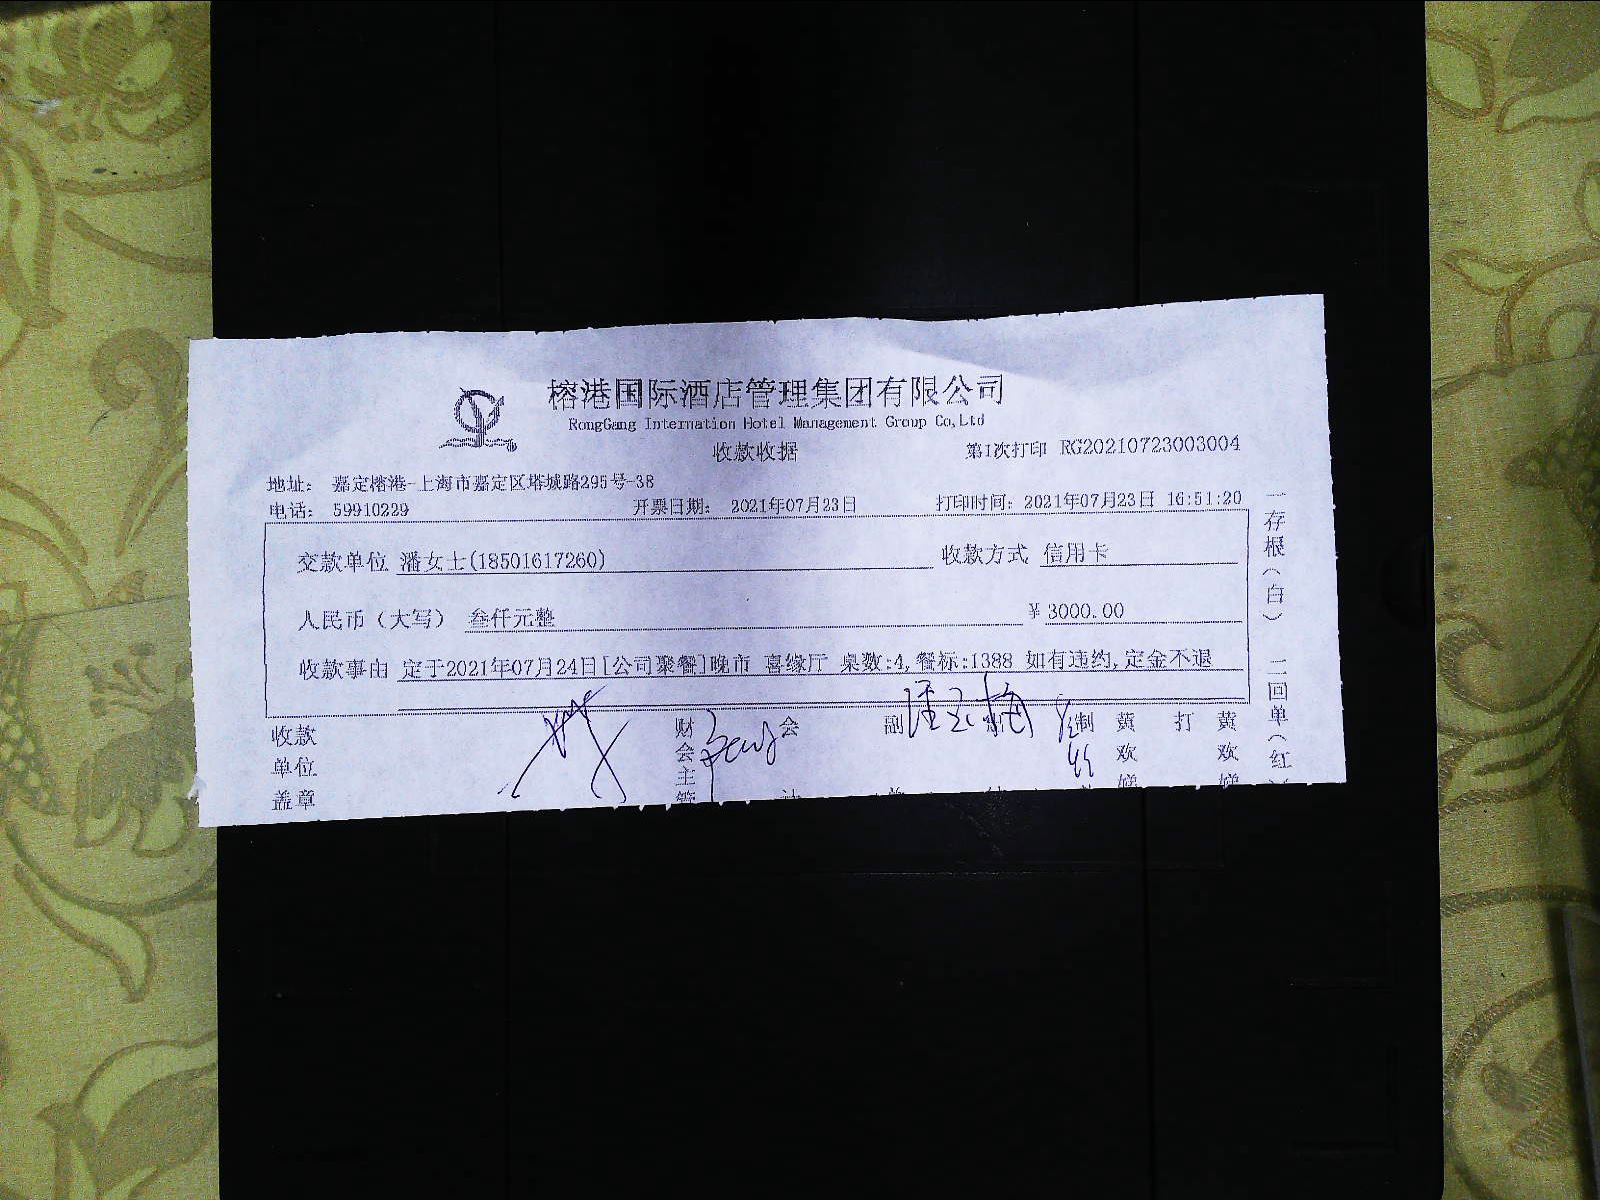 榕港国际酒店管理集团有限公司
RongGang Internation Hotel Management Group Co,Ltd
收款收据
第1次打印 RG20210723003004
地址： 嘉定榕港-上海市嘉定区塔城路295号-38
电话： 59910229 开票日期： 2021年07月23日 打印时间： 2021年07月23日 16:51:20
交款单位 潘女士(18501617260) 收款方式 信用卡
人民币（大写） 叁仟元整 ￥3000.00
收款事由 定于2021年07月24日[公司聚餐]晚市 喜缘厅 桌数:4,餐标:1388 如有违约,定金不退
收款单位盖章
财会主管
会
副
制
黄欢
打
黄欢
一存根（白） 二回单（红